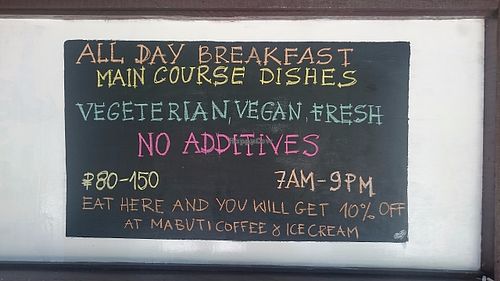 ALL DAY BREAKFAST
MAIN COURSE DISHES
VEGETERIAN, VEGAN, FRESH
NO ADDITIVES
₱80-150 7AM-9PM
EAT HERE AND YOU WILL GET 10% OFF
AT MABUTI COFFEE & ICE CREAM